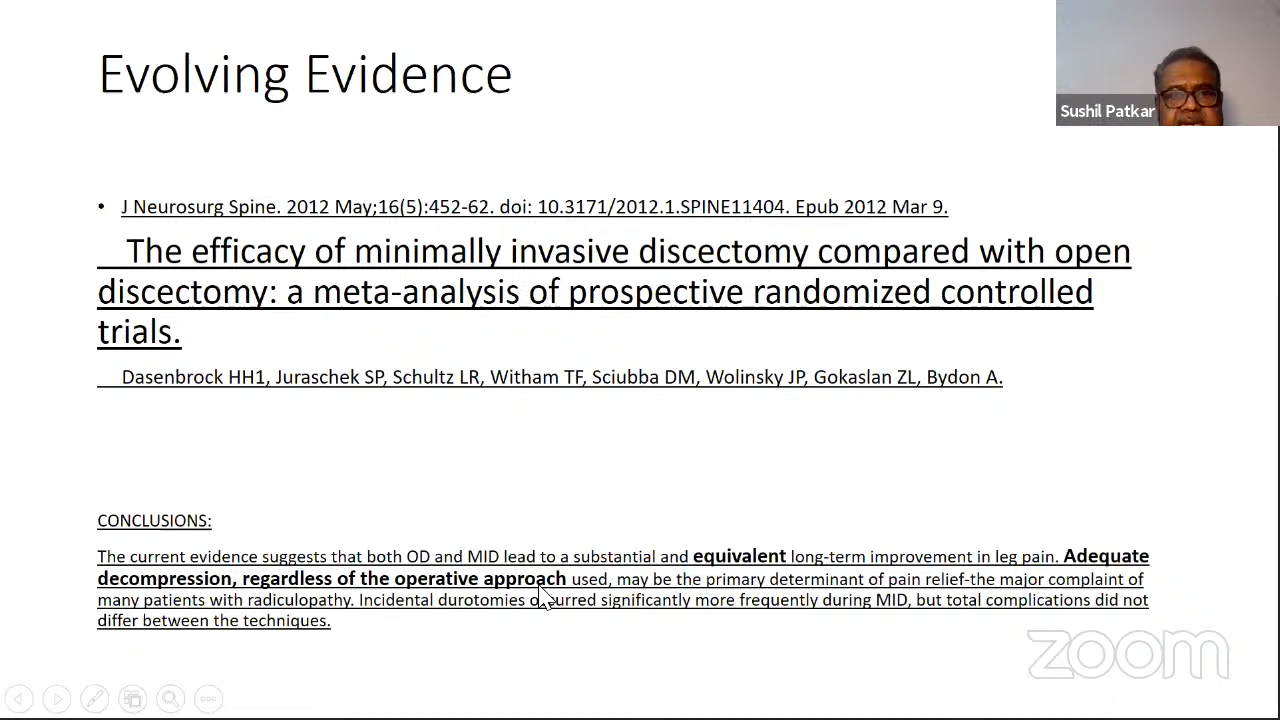 Evolving Evidence
Sushil Patkar
• J Neurosurg Spine. 2012 May;16(5):452-62. doi: 10.3171/2012.1.SPINE11404. Epub 2012 Mar 9.
The efficacy of minimally invasive discectomy compared with open
discectomy: a meta-analysis of prospective randomized controlled
trials.
Dasenbrock HH1, Juraschek SP, Schultz LR, Witham TF, Sciubba DM, Wolinsky JP, Gokaslan ZL, Bydon A.
CONCLUSIONS:
The current evidence suggests that both OD and MID lead to a substantial and equivalent long-term improvement in leg pain. Adequate
decompression, regardless of the operative approach used, may be the primary determinant of pain relief-the major complaint of
many patients with radiculopathy. Incidental durotomies occurred significantly more frequently during MID, but total complications did not
differ between the techniques.
zoom